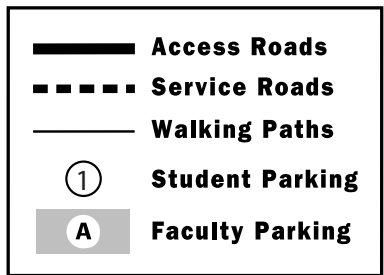 Access Roads
Service Roads
Walking Paths
1 Student Parking
A Faculty Parking